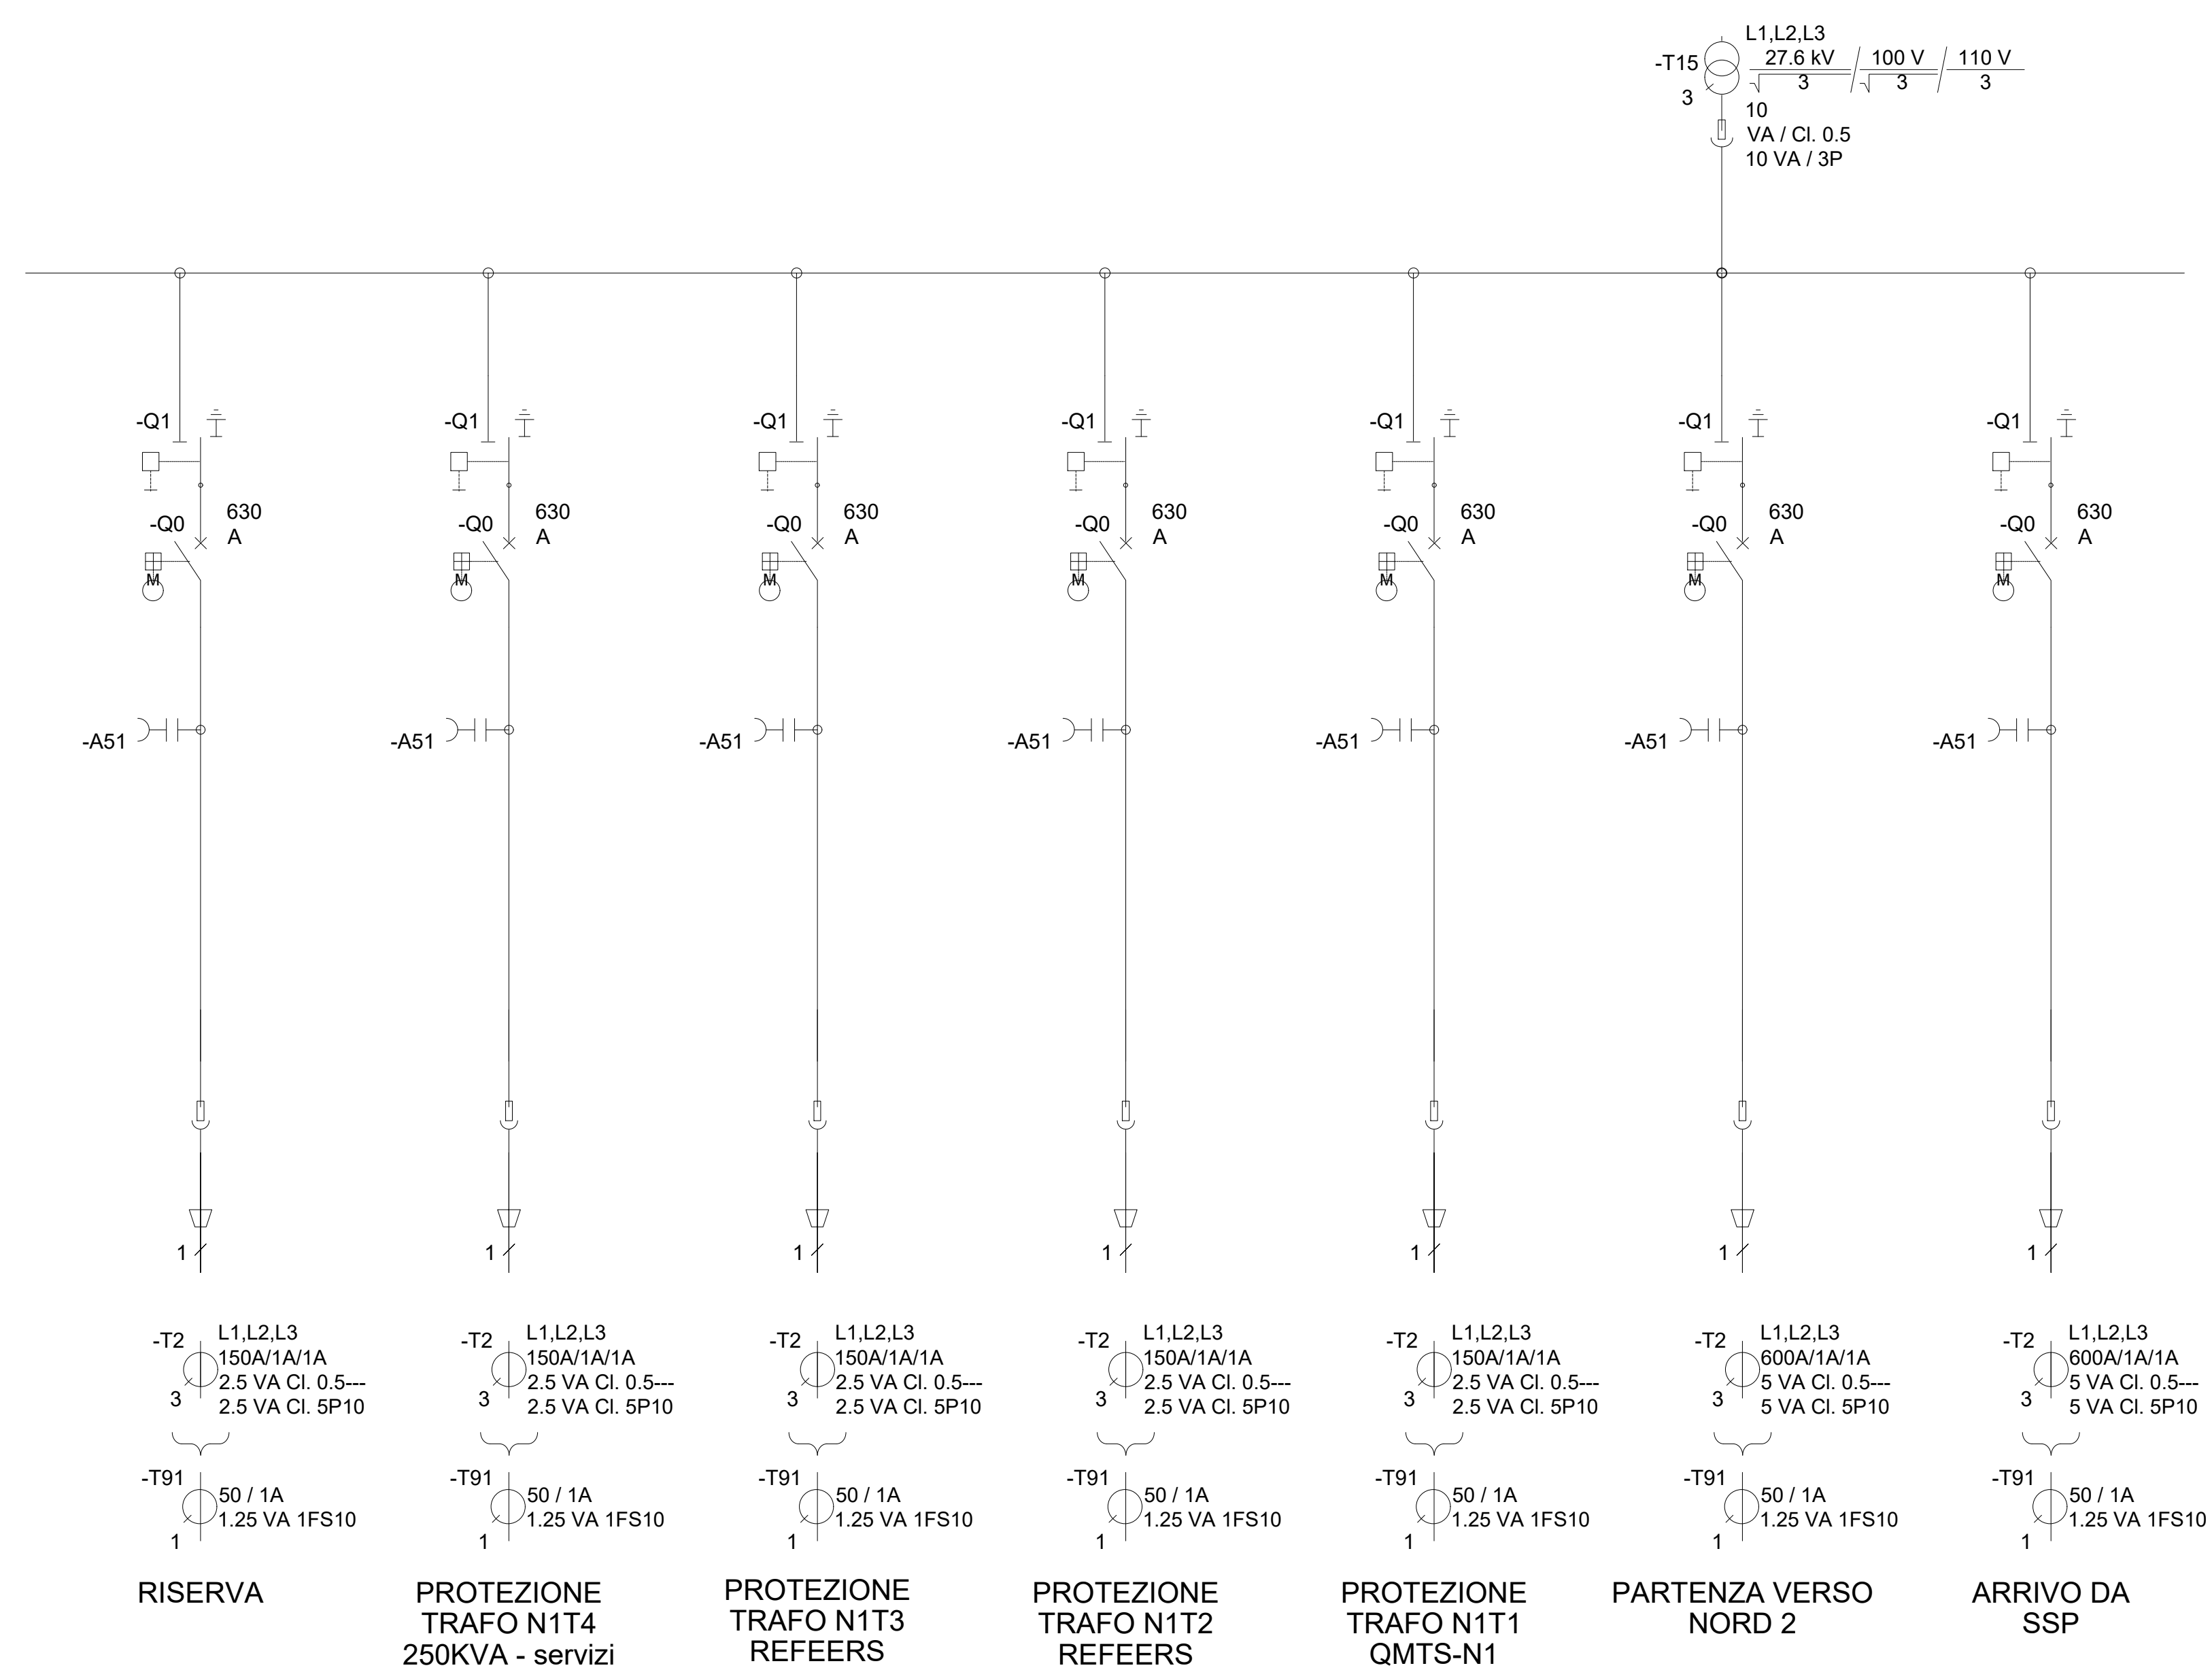 L1,L2,L3
-T15
27.6 kV 100 V 110 V
3 3 3
3
10
VA / Cl. 0.5
10 VA / 3P
-Q1 -Q1 -Q1 -Q1 -Q1 -Q1 -Q1
630 630 630 630 630 630 630
-Q0 -Q0 -Q0 -Q0 -Q0 -Q0 -Q0
A A A A A A A
M M M M M M M
-A51 -A51 -A51 -A51 -A51 -A51 -A51
1 1 1 1 1 1 1
L1,L2,L3 L1,L2,L3 L1,L2,L3 L1,L2,L3 L1,L2,L3 L1,L2,L3 L1,L2,L3
-T2 -T2 -T2 -T2 -T2 -T2 -T2
150A/1A/1A 150A/1A/1A 150A/1A/1A 150A/1A/1A 150A/1A/1A 600A/1A/1A 600A/1A/1A
2.5 VA Cl. 0.5--- 2.5 VA Cl. 0.5--- 2.5 VA Cl. 0.5--- 2.5 VA Cl. 0.5--- 2.5 VA Cl. 0.5--- 5 VA Cl. 0.5--- 5 VA Cl. 0.5---
3 3 3 3 3 3 3
2.5 VA Cl. 5P10 2.5 VA Cl. 5P10 2.5 VA Cl. 5P10 2.5 VA Cl. 5P10 2.5 VA Cl. 5P10 5 VA Cl. 5P10 5 VA Cl. 5P10
-T91 -T91 -T91 -T91 -T91 -T91 -T91
50 / 1A 50 / 1A 50 / 1A 50 / 1A 50 / 1A 50 / 1A 50 / 1A
1.25 VA 1FS10 1.25 VA 1FS10 1.25 VA 1FS10 1.25 VA 1FS10 1.25 VA 1FS10 1.25 VA 1FS10 1.25 VA 1FS10
1 1 1 1 1 1 1
RISERVA
PROTEZIONE
TRAFO N1T4
250KVA - servizi
PROTEZIONE
TRAFO N1T3
REFEERS
PROTEZIONE
TRAFO N1T2
REFEERS
PROTEZIONE
TRAFO N1T1
QMTS-N1
PARTENZA VERSO
NORD 2
ARRIVO DA
SSP